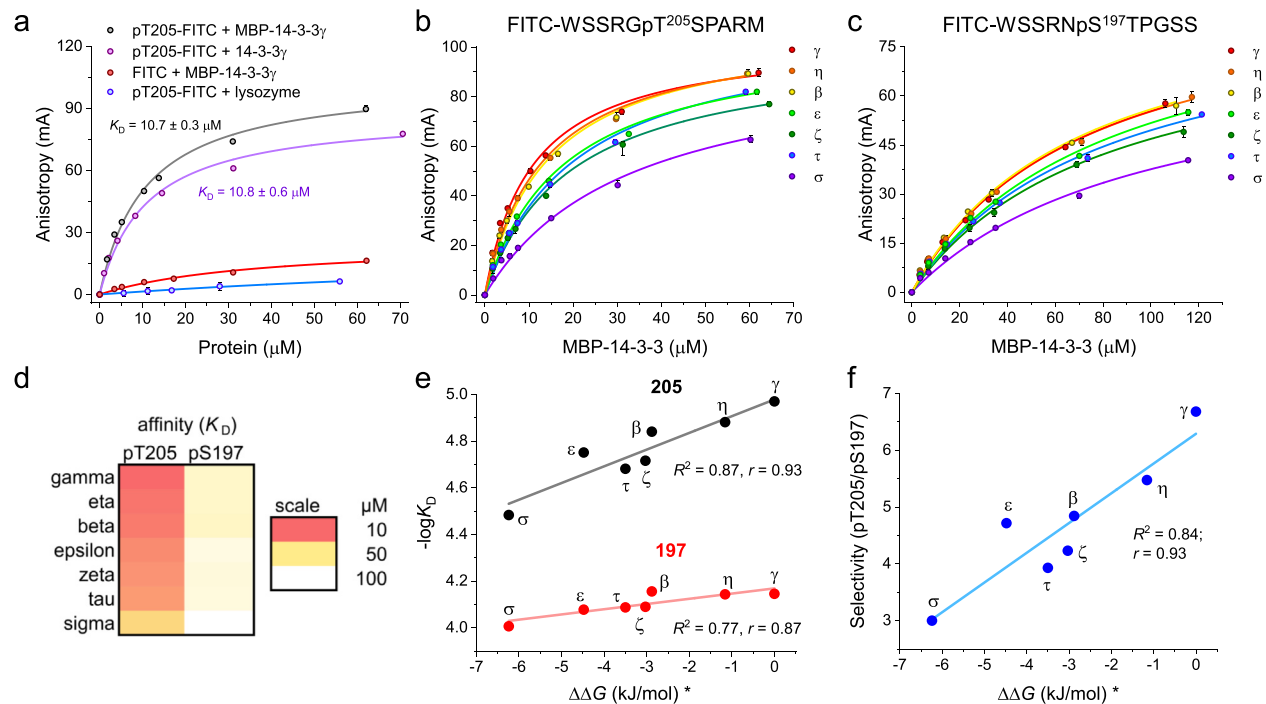 a
pT205-FITC + MBP-14-3-3γ
pT205-FITC + 14-3-3γ
FITC + MBP-14-3-3γ
pT205-FITC + lysozyme
K_D = 10.7 ± 0.3 μM
K_D = 10.8 ± 0.6 μM
Anisotropy (mA)
120
90
60
30
0
0 10 20 30 40 50 60 70
Protein (μM)
b
FITC-WSSRGpT²⁰⁵SPARM
Anisotropy (mA)
100
80
60
40
20
0
0 10 20 30 40 50 60 70
MBP-14-3-3 (μM)
γ
η
β
ε
ζ
τ
σ
c
FITC-WSSRNpS¹⁹⁷TPGSS
Anisotropy (mA)
75
60
45
30
15
0
0 20 40 60 80 100 120
MBP-14-3-3 (μM)
γ
η
β
ε
ζ
τ
σ
d
affinity (K_D)
pT205 pS197
gamma
eta
beta
epsilon
zeta
tau
sigma
scale μM
10
50
100
e
205
-logK_D
5.0
4.8
4.6
4.4
4.2
4.0
σ
ε
τ
β
ζ
η
γ
R² = 0.87, r = 0.93
197
σ
ε
τ
ζ
β
η
γ
R² = 0.77, r = 0.87
-7 -6 -5 -4 -3 -2 -1 0
ΔΔG (kJ/mol) *
f
Selectivity (pT205/pS197)
7
6
5
4
3
σ
ε
τ
β
ζ
η
γ
R² = 0.84;
r = 0.93
-7 -6 -5 -4 -3 -2 -1 0
ΔΔG (kJ/mol) *